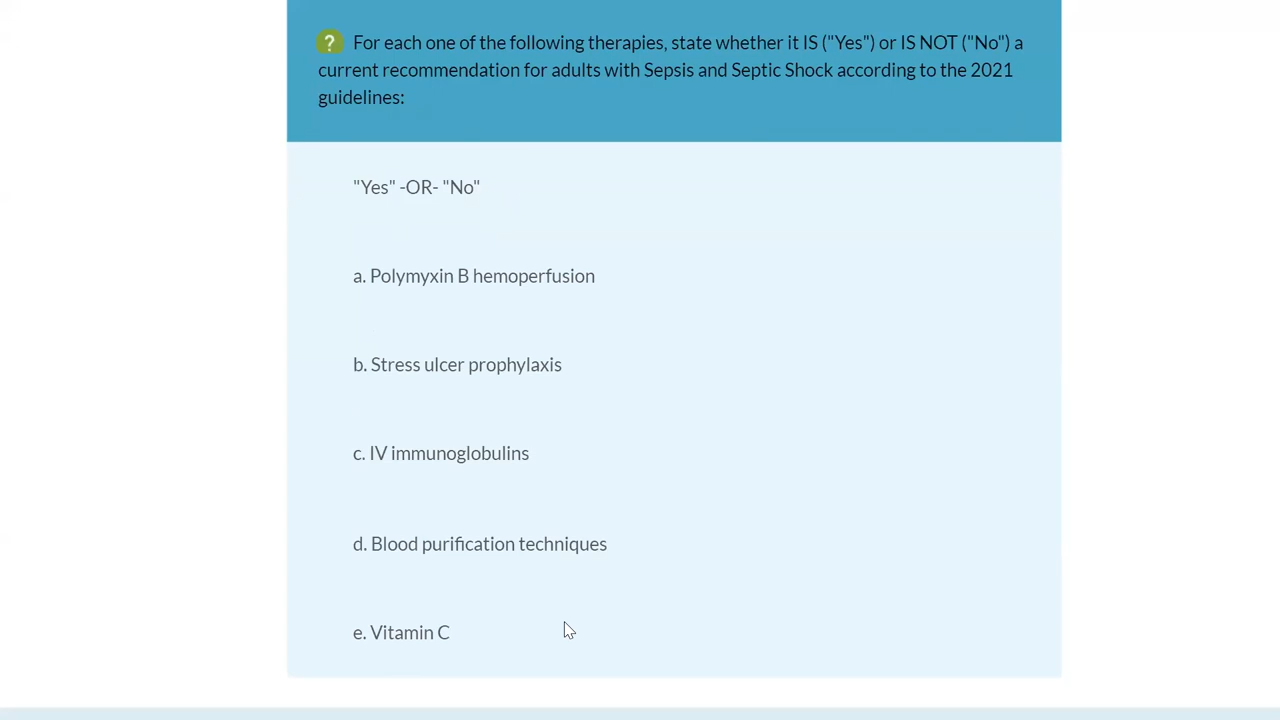 ? For each one of the following therapies, state whether it IS ("Yes") or IS NOT ("No") a
current recommendation for adults with Sepsis and Septic Shock according to the 2021
guidelines:
"Yes" -OR- "No"
a. Polymyxin B hemoperfusion
b. Stress ulcer prophylaxis
c. IV immunoglobulins
d. Blood purification techniques
e. Vitamin C